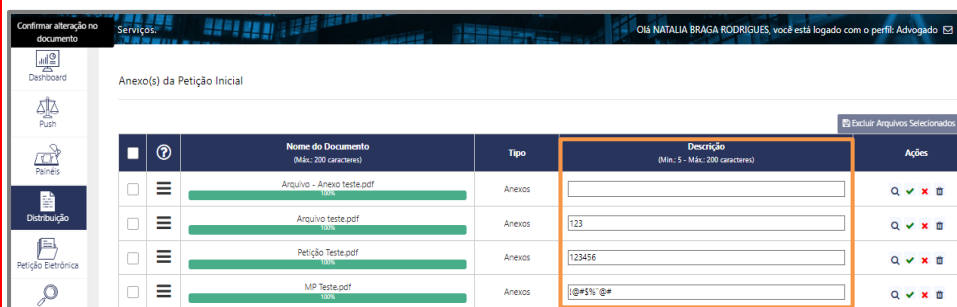 Confirmar alteração no
documento
Serviços.
Olá NATALIA BRAGA RODRIGUES, você está logado com o perfil: Advogado
Dashboard
Anexo(s) da Petição Inicial
Push
Excluir Arquivos Selecionados
Painéis
Nome do Documento
(Máx.: 200 caracteres)
Tipo
Descrição
(Min.: 5 - Máx.: 200 caracteres)
Ações
Arquivo - Anexo teste.pdf
100%
Anexos
Distribuição
Arquivo teste.pdf
100%
Anexos
123
Petição Eletrônica
Petição Teste.pdf
100%
Anexos
123456
MP Teste.pdf
100%
Anexos
!@#$%¨@#